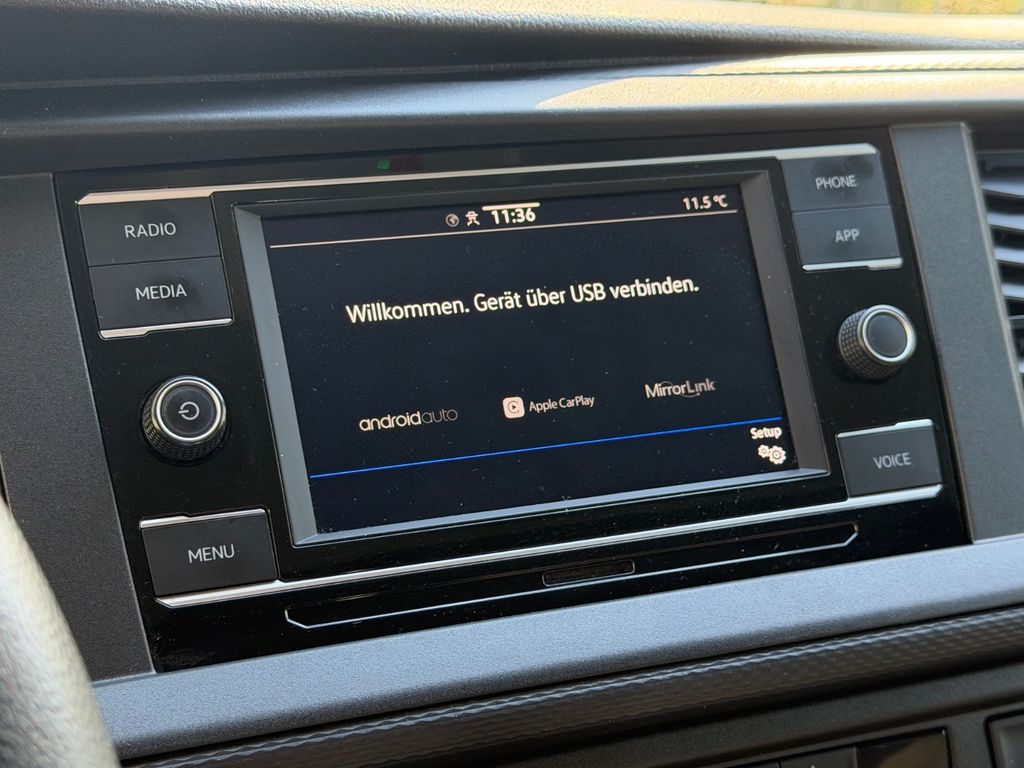 RADIO
MEDIA
MENU
11:36
11.5 °C
Willkommen. Gerät über USB verbinden.
androidauto
Apple CarPlay
MirrorLink
Setup
PHONE
APP
VOICE